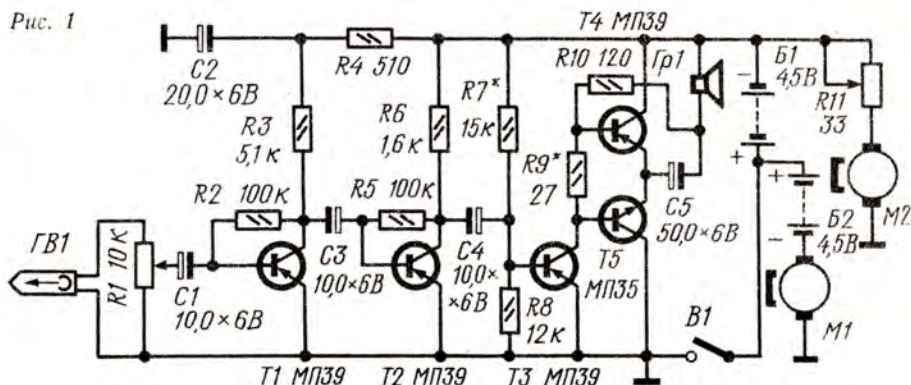 Рис. 1
Т4 МП39
R10 120
Гр1
Б1
4,5В
С2
20,0×6В
R4 510
R7*
15к
R11
33
R3
5,1к
R6
1,6к
R9*
27
R2
100к
R5 100к
С5
50,0×6В
М2
Б2
4,5В
ГВ1
R1 10к
С1
10,0×6В
С3
10,0×6В
С4
10,0×
×6В
Т5
МП35
R8
12к
В1
М1
Т1 МП39
Т2 МП39
Т3 МП39